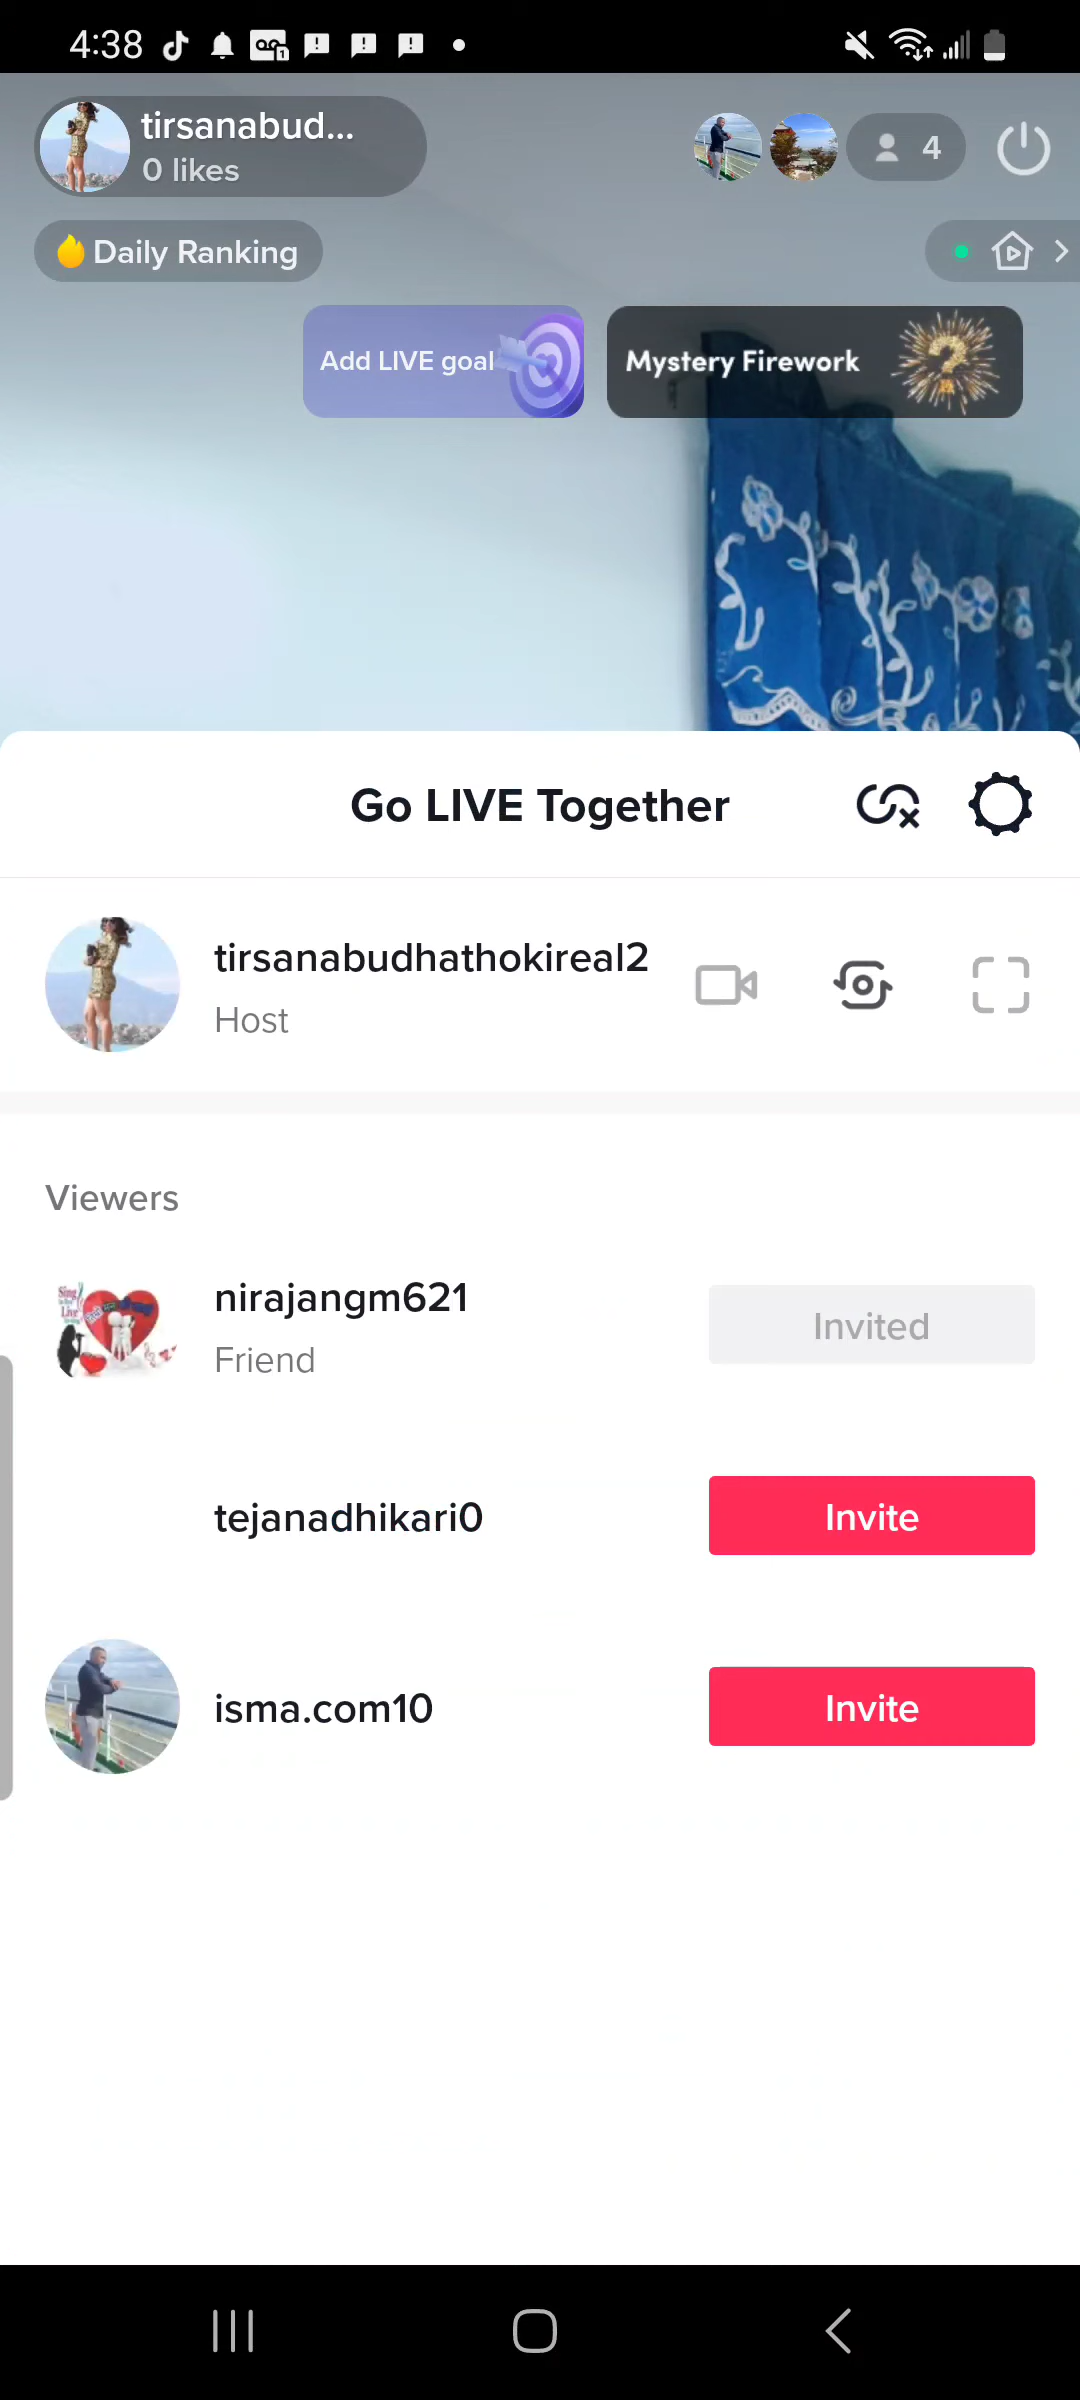 4:38
tirsanabud...
0 likes
4
Daily Ranking
Add LIVE goal
Mystery Firework
Go LIVE Together
tirsanabudhathokireal2
Host
Viewers
nirajangm621
Friend
Invited
tejanadhikari0
Invite
isma.com10
Invite